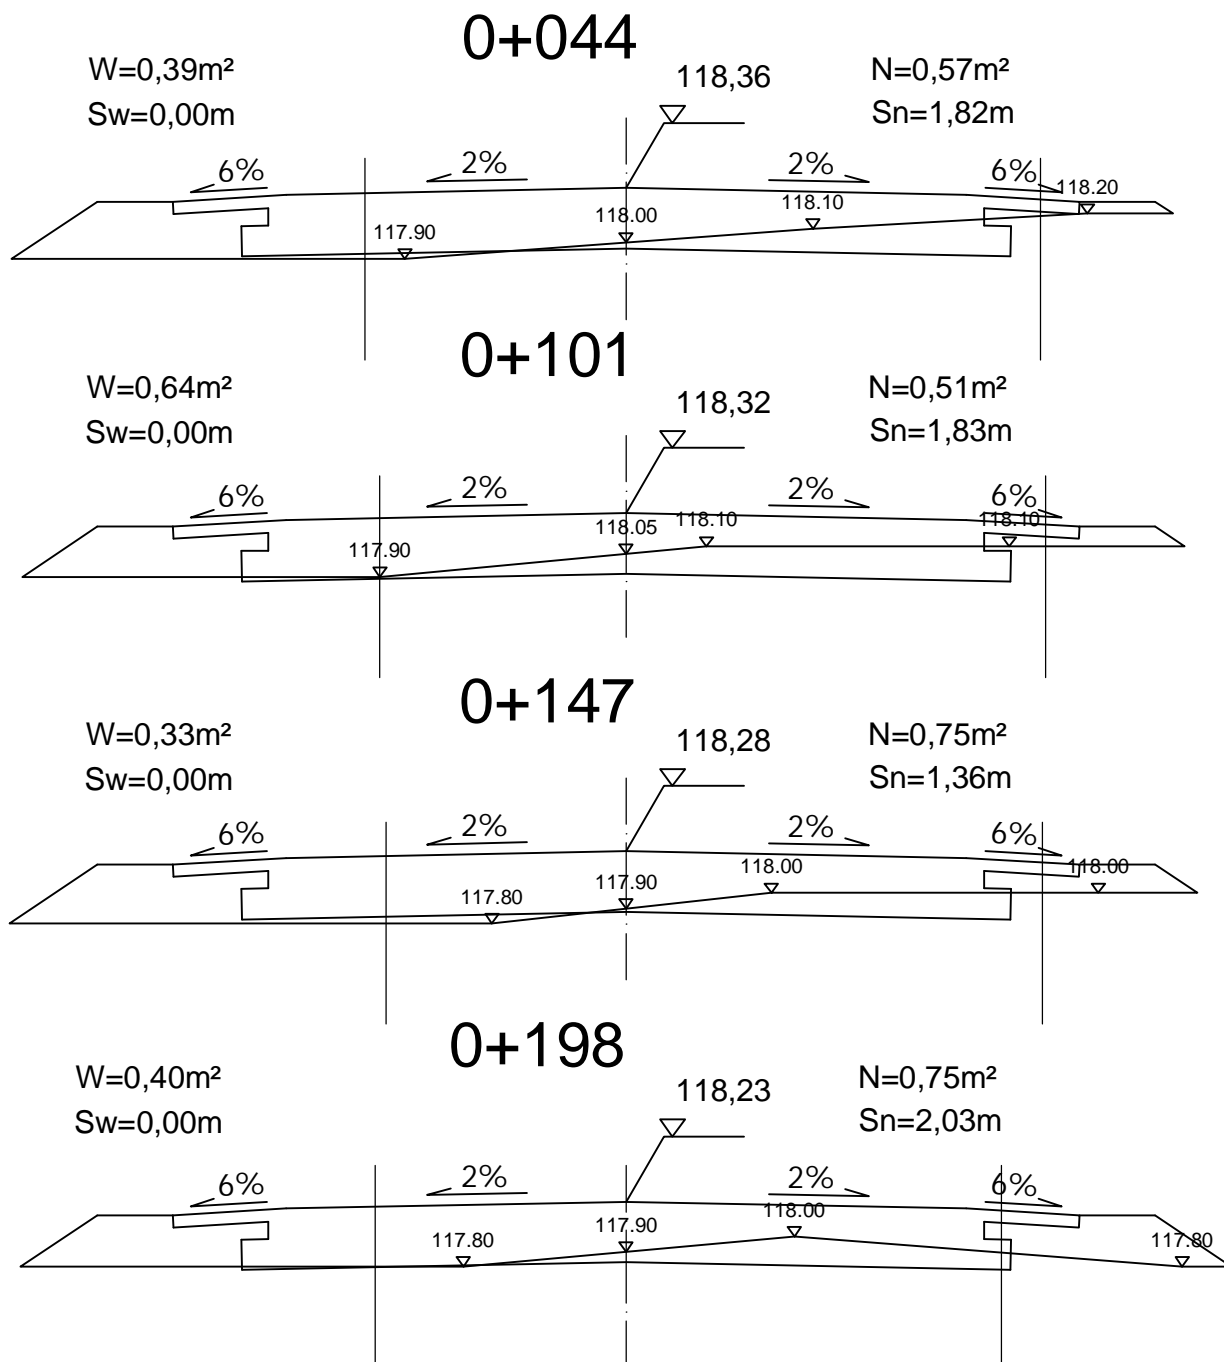 0+044
W=0,39m²
Sw=0,00m
118,36
N=0,57m²
Sn=1,82m
6%
2%
2%
6%
118.20
117.90
118.00
118.10
0+101
W=0,64m²
Sw=0,00m
118,32
N=0,51m²
Sn=1,83m
6%
2%
2%
6%
117.90
118.05
118.10
118.10
0+147
W=0,33m²
Sw=0,00m
118,28
N=0,75m²
Sn=1,36m
6%
2%
2%
6%
117.80
117.90
118.00
118.00
0+198
W=0,40m²
Sw=0,00m
118,23
N=0,75m²
Sn=2,03m
6%
2%
2%
6%
117.80
117.90
118.00
117.80